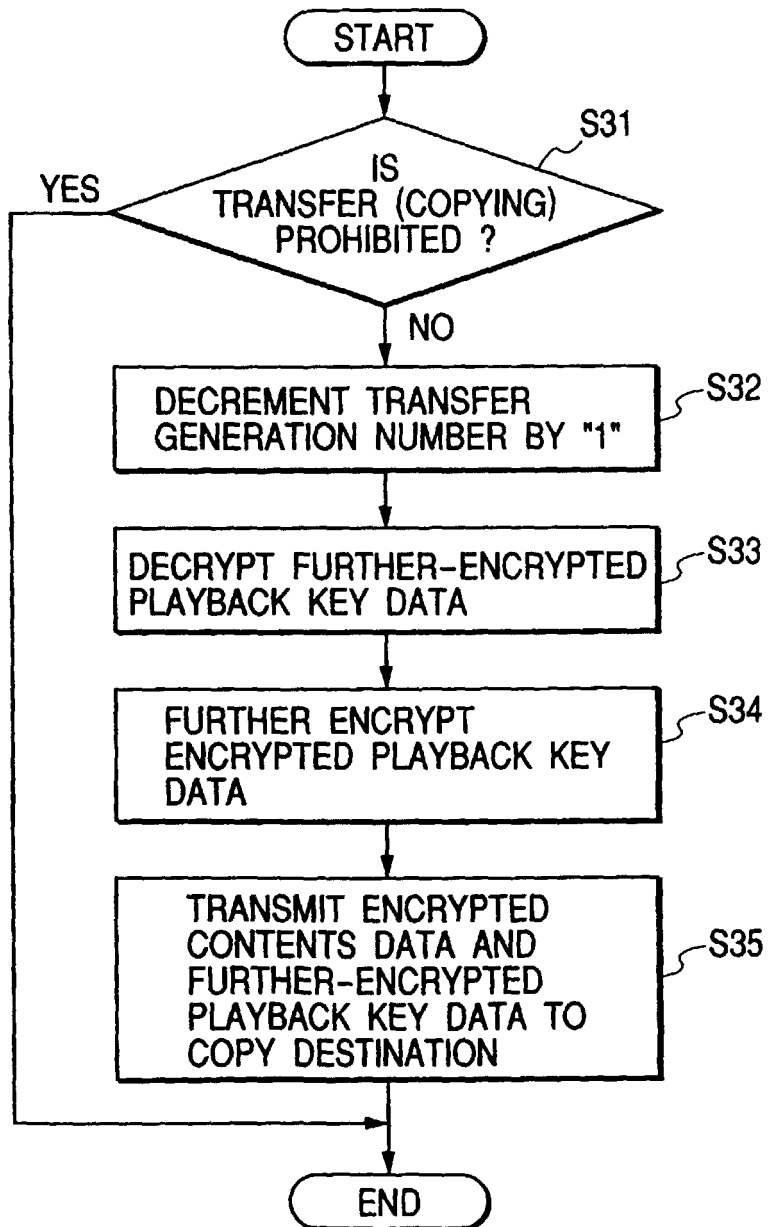 START
S31
YES
IS
TRANSFER (COPYING)
PROHIBITED ?
NO
DECREMENT TRANSFER
GENERATION NUMBER BY "1"
S32
DECRYPT FURTHER-ENCRYPTED
PLAYBACK KEY DATA
S33
FURTHER ENCRYPT
ENCRYPTED PLAYBACK KEY
DATA
S34
TRANSMIT ENCRYPTED
CONTENTS DATA AND
FURTHER-ENCRYPTED
PLAYBACK KEY DATA TO
COPY DESTINATION
S35
END